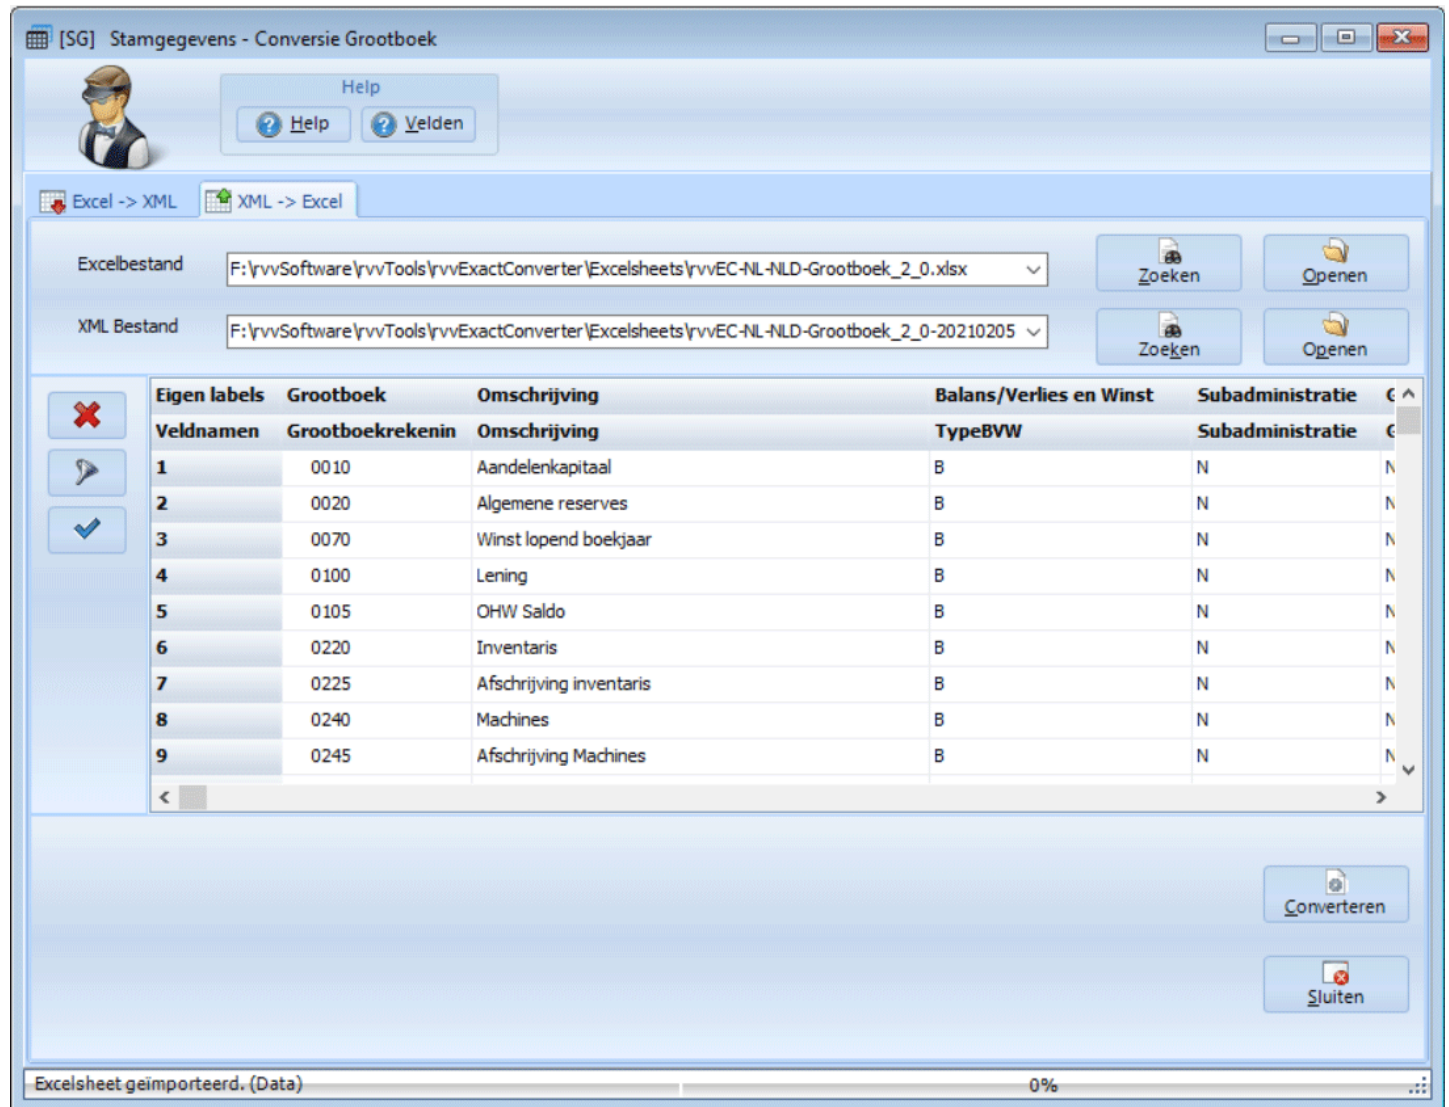 [SG] Stamgegevens - Conversie Grootboek
Help
Help Velden
Excel -> XML XML -> Excel
Excelbestand F:\rvvSoftware\rvvTools\rvvExactConverter\Excelsheets\rvvEC-NL-NLD-Grootboek_2_0.xlsx Zoeken Openen
XML Bestand F:\rvvSoftware\rvvTools\rvvExactConverter\Excelsheets\rvvEC-NL-NLD-Grootboek_2_0-20210205 Zoeken Openen
Eigen labels Grootboek Omschrijving Balans/Verlies en Winst Subadministratie
Veldnamen Grootboekrekenin Omschrijving TypeBVW Subadministratie
1 0010 Aandelenkapitaal B N N
2 0020 Algemene reserves B N N
3 0070 Winst lopend boekjaar B N N
4 0100 Lening B N N
5 0105 OHW Saldo B N N
6 0220 Inventaris B N N
7 0225 Afschrijving inventaris B N N
8 0240 Machines B N N
9 0245 Afschrijving Machines B N N
Converteren
Sluiten
Excelsheet geïmporteerd. (Data) 0%